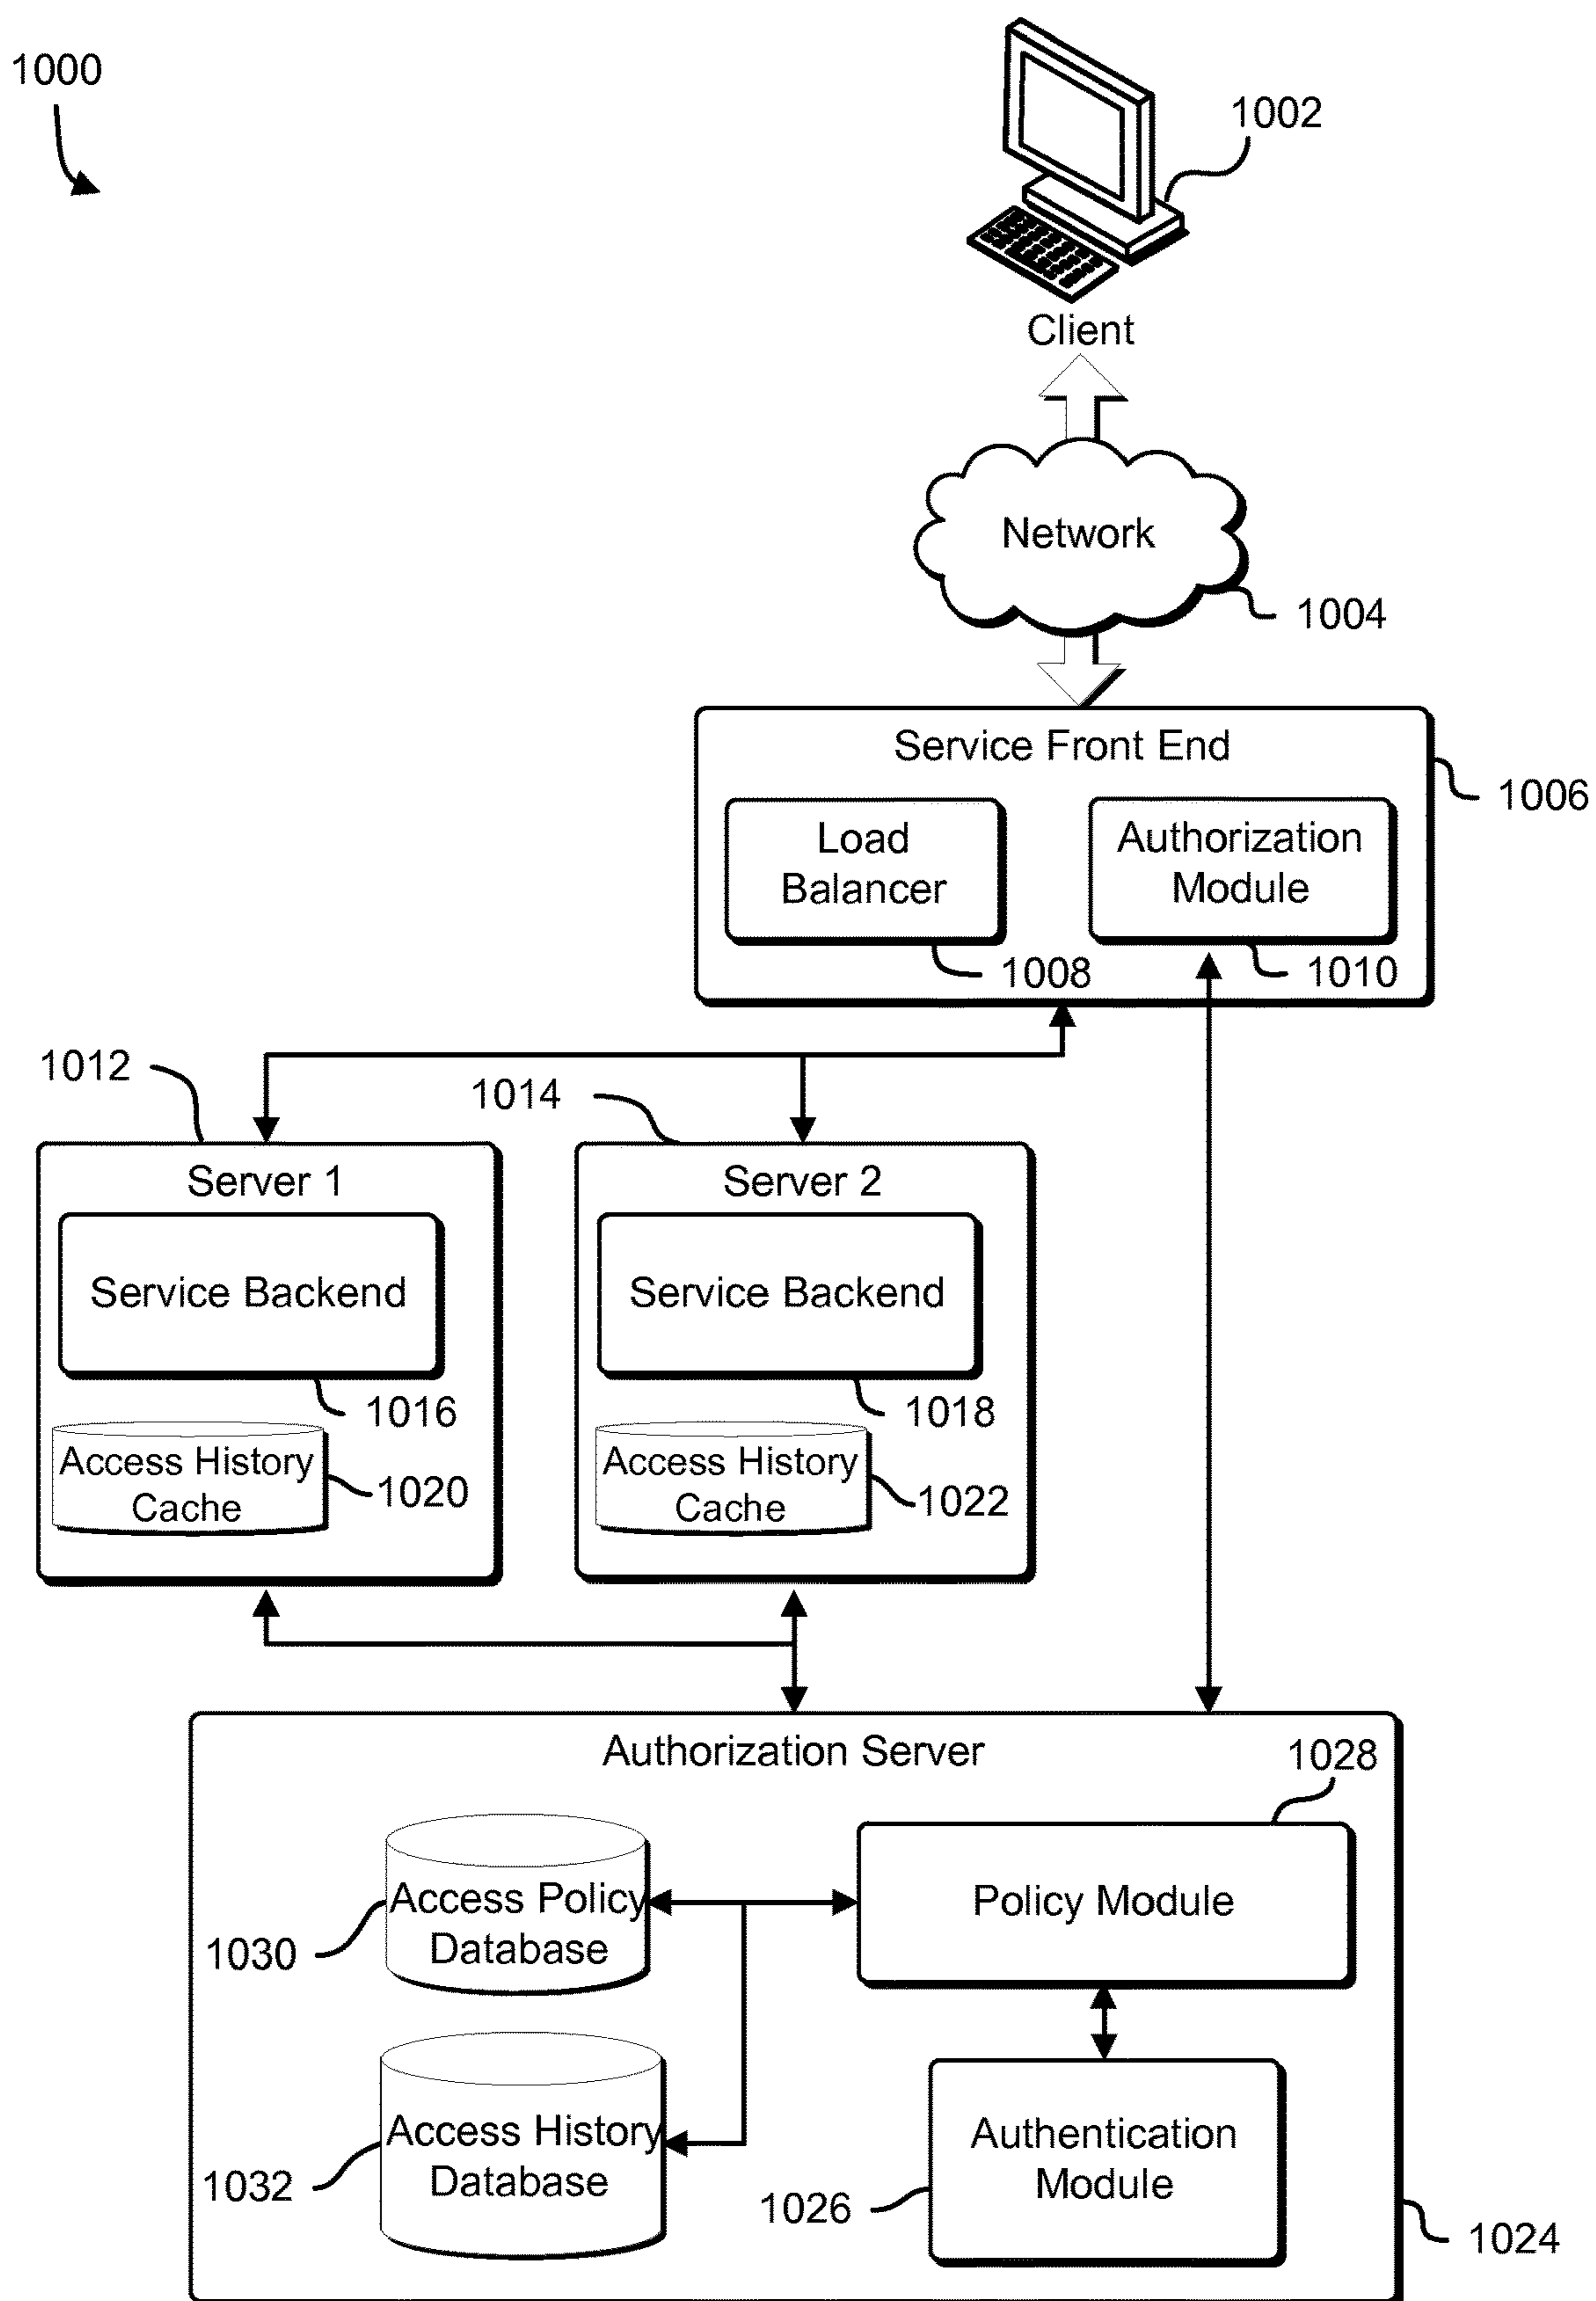 1000
1002
Client
Network
1004
Service Front End
1006
Load
Balancer
Authorization
Module
1008
1010
1012
1014
Server 1
Server 2
Service Backend
Service Backend
1016
1018
Access History
Cache
1020
Access History
Cache
1022
Authorization Server
1028
Access Policy
Database
1030
Policy Module
Access History
Database
1032
Authentication
Module
1026
1024